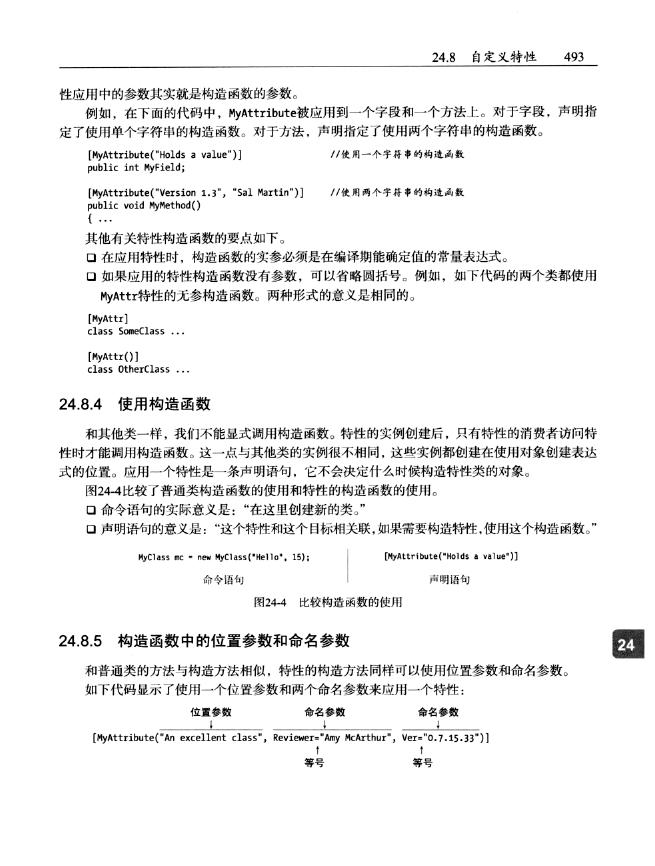 24.8 自定义特性 493
性应用中的参数其实就是构造函数的参数。
例如，在下面的代码中，MyAttribute被应用到一个字段和一个方法上。对于字段，声明指
定了使用单个字符串的构造函数。对于方法，声明指定了使用两个字符串的构造函数。
[MyAttribute("Holds a value")] //使用一个字符串的构造函数
public int MyField;
[MyAttribute("Version 1.3", "Sal Martin")] //使用两个字符串的构造函数
public void MyMethod()
{ ...
其他有关特性构造函数的要点如下。
❑ 在应用特性时，构造函数的实参必须是在编译期能确定值的常量表达式。
❑ 如果应用的特性构造函数没有参数，可以省略圆括号。例如，如下代码的两个类都使用
MyAttr特性的无参构造函数。两种形式的意义是相同的。
[MyAttr]
class SomeClass ...
[MyAttr()]
class OtherClass ...
24.8.4 使用构造函数
和其他类一样，我们不能显式调用构造函数。特性的实例创建后，只有特性的消费者访问特
性时才能调用构造函数。这一点与其他类的实例很不相同，这些实例都创建在使用对象创建表达
式的位置。应用一个特性是一条声明语句，它不会决定什么时候构造特性类的对象。
图24-4比较了普通类构造函数的使用和特性的构造函数的使用。
❑ 命令语句的实际意义是：“在这里创建新的类。”
❑ 声明语句的意义是：“这个特性和这个目标相关联，如果需要构造特性，使用这个构造函数。”
MyClass mc = new MyClass("Hello", 15); [MyAttribute("Holds a value")]
命令语句 声明语句
图24-4 比较构造函数的使用
24.8.5 构造函数中的位置参数和命名参数
24
和普通类的方法与构造方法相似，特性的构造方法同样可以使用位置参数和命名参数。
如下代码显示了使用一个位置参数和两个命名参数来应用一个特性：
位置参数 命名参数 命名参数
↓ ↓ ↓
[MyAttribute("An excellent class", Reviewer="Amy McArthur", Ver="0.7.15.33")]
↑ ↑
等号 等号